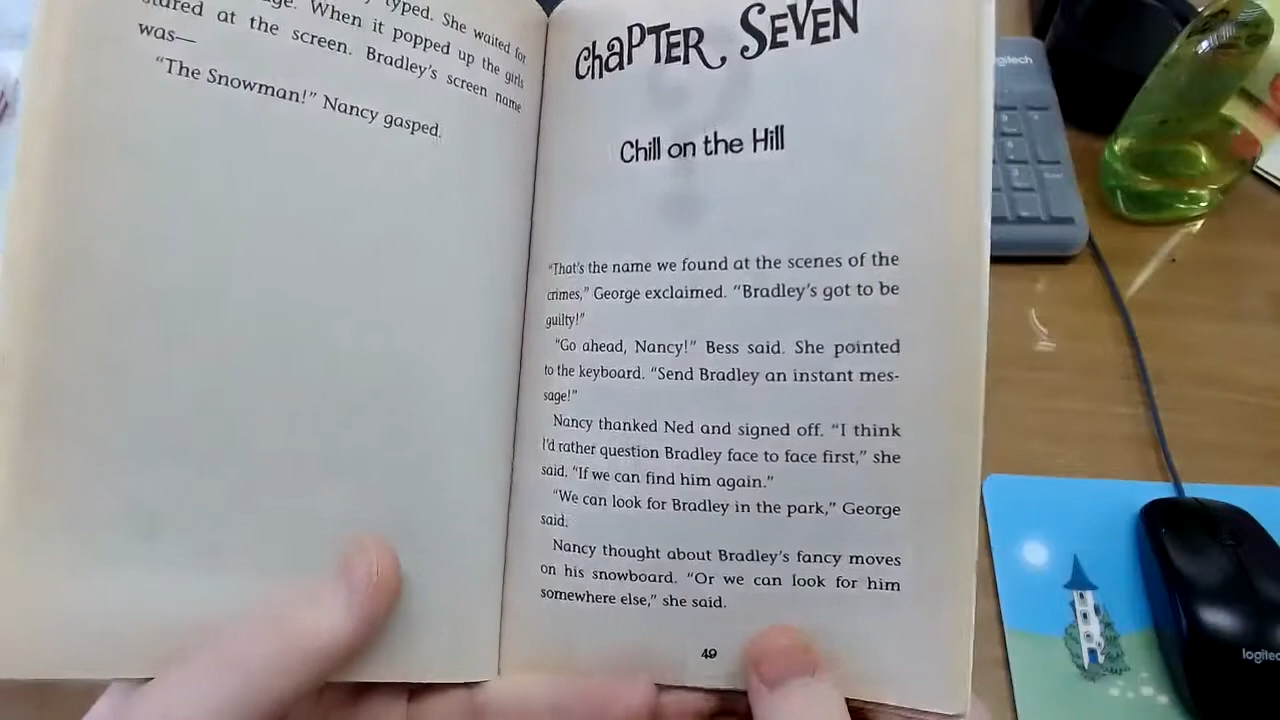 ge. When it popped up the girls
typed. She waited for
stared at the screen. Bradley's screen name
was—
"The Snowman!" Nancy gasped.
ChaPTER SEVEN
Chill on the Hill
"That's the name we found at the scenes of the
crimes," George exclaimed. "Bradley's got to be
guilty!"
"Go ahead, Nancy!" Bess said. She pointed
to the keyboard. "Send Bradley an instant mes-
sage!"
Nancy thanked Ned and signed off. "I think
I'd rather question Bradley face to face first," she
said. "If we can find him again."
"We can look for Bradley in the park," George
said.
Nancy thought about Bradley's fancy moves
on his snowboard. "Or we can look for him
somewhere else," she said.
49
logitech